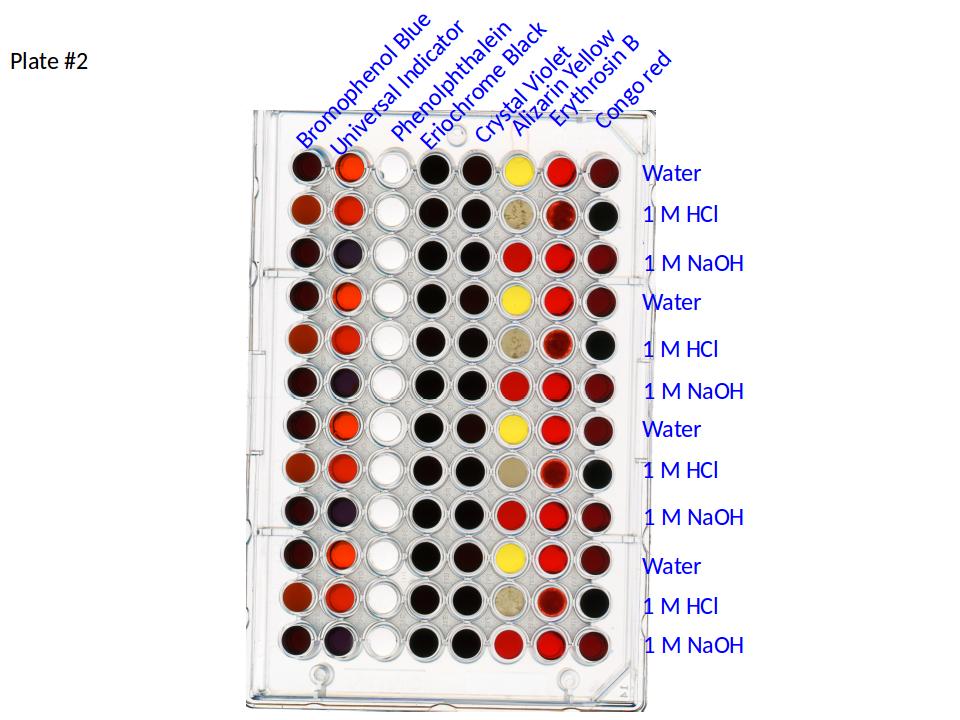 Plate #2
Bromophenol Blue
Universal Indicator
Phenolphthalein
Eriochrome Black
Crystal Violet
Alizarin Yellow
Erythrosin B
Congo red
Water
1 M HCl
1 M NaOH
Water
1 M HCl
1 M NaOH
Water
1 M HCl
1 M NaOH
Water
1 M HCl
1 M NaOH